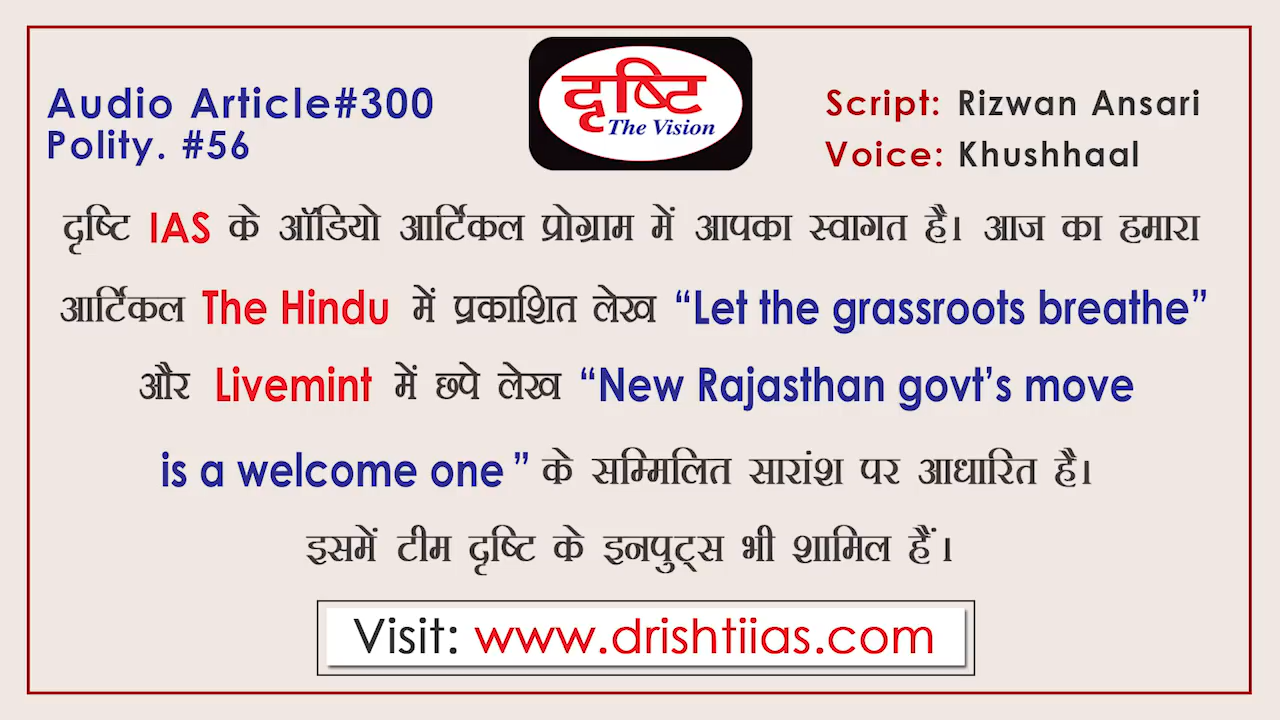 Audio Article#300
Polity. #56
दृष्टि
The Vision
Script: Rizwan Ansari
Voice: Khushhaal
दृष्टि IAS के ऑडियो आर्टिकल प्रोग्राम में आपका स्वागत है। आज का हमारा
आर्टिकल The Hindu में प्रकाशित लेख “Let the grassroots breathe”
और Livemint में छपे लेख “New Rajasthan govt’s move
is a welcome one” के सम्मिलित सारांश पर आधारित है।
इसमें टीम दृष्टि के इनपुट्स भी शामिल हैं।
Visit: www.drishtiias.com